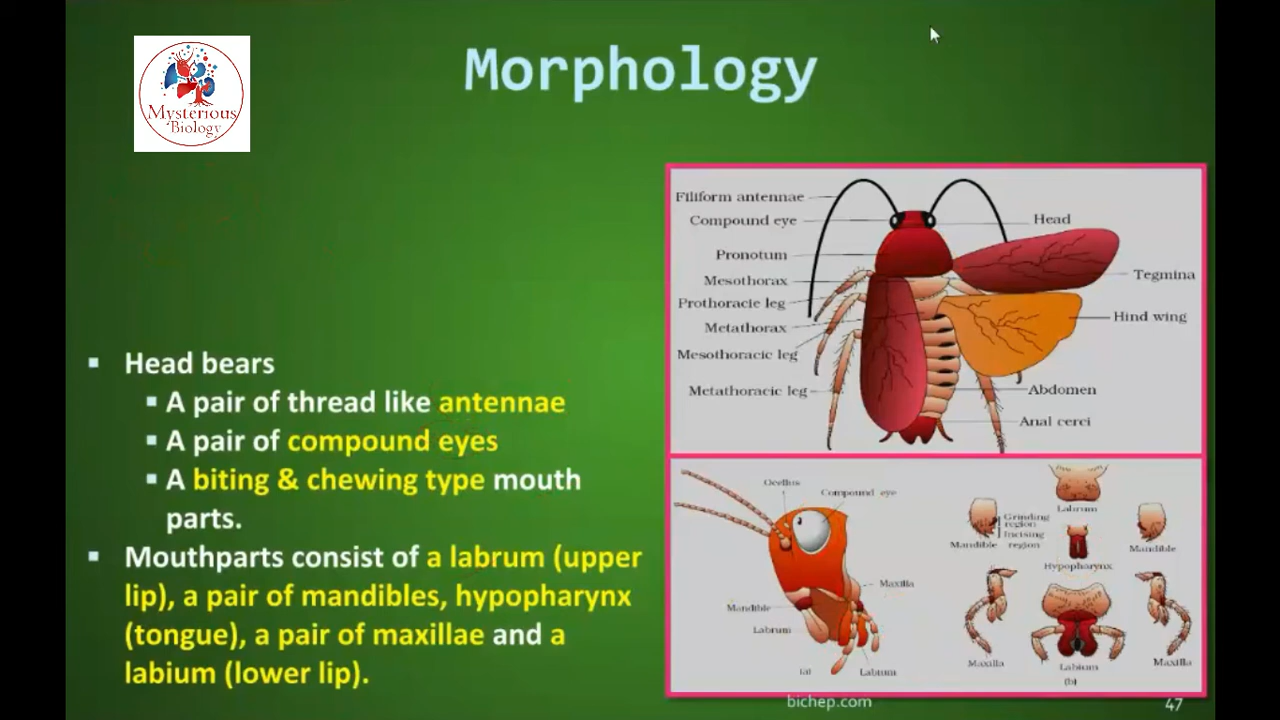 Morphology
Mysterious
Biology
Head bears
A pair of thread like antennae
A pair of compound eyes
A biting & chewing type mouth
parts.
Mouthparts consist of a labrum (upper
lip), a pair of mandibles, hypopharynx
(tongue), a pair of maxillae and a
labium (lower lip).
Filiform antennae
Compound eye
Pronotum
Mesothorax
Prothoracic leg
Metathorax
Mesothoracic leg
Metathoracic leg
Head
Tegmina
Hind wing
Abdomen
Anal cerci
Ocellus
Compound eye
Maxilla
Mandible
Labrum
Labium
(a)
Labrum
Grinding
region
Incising
region
Mandible
Mandible
Hypopharynx
Maxilla
Labium
Maxilla
(b)
bichep.com
47